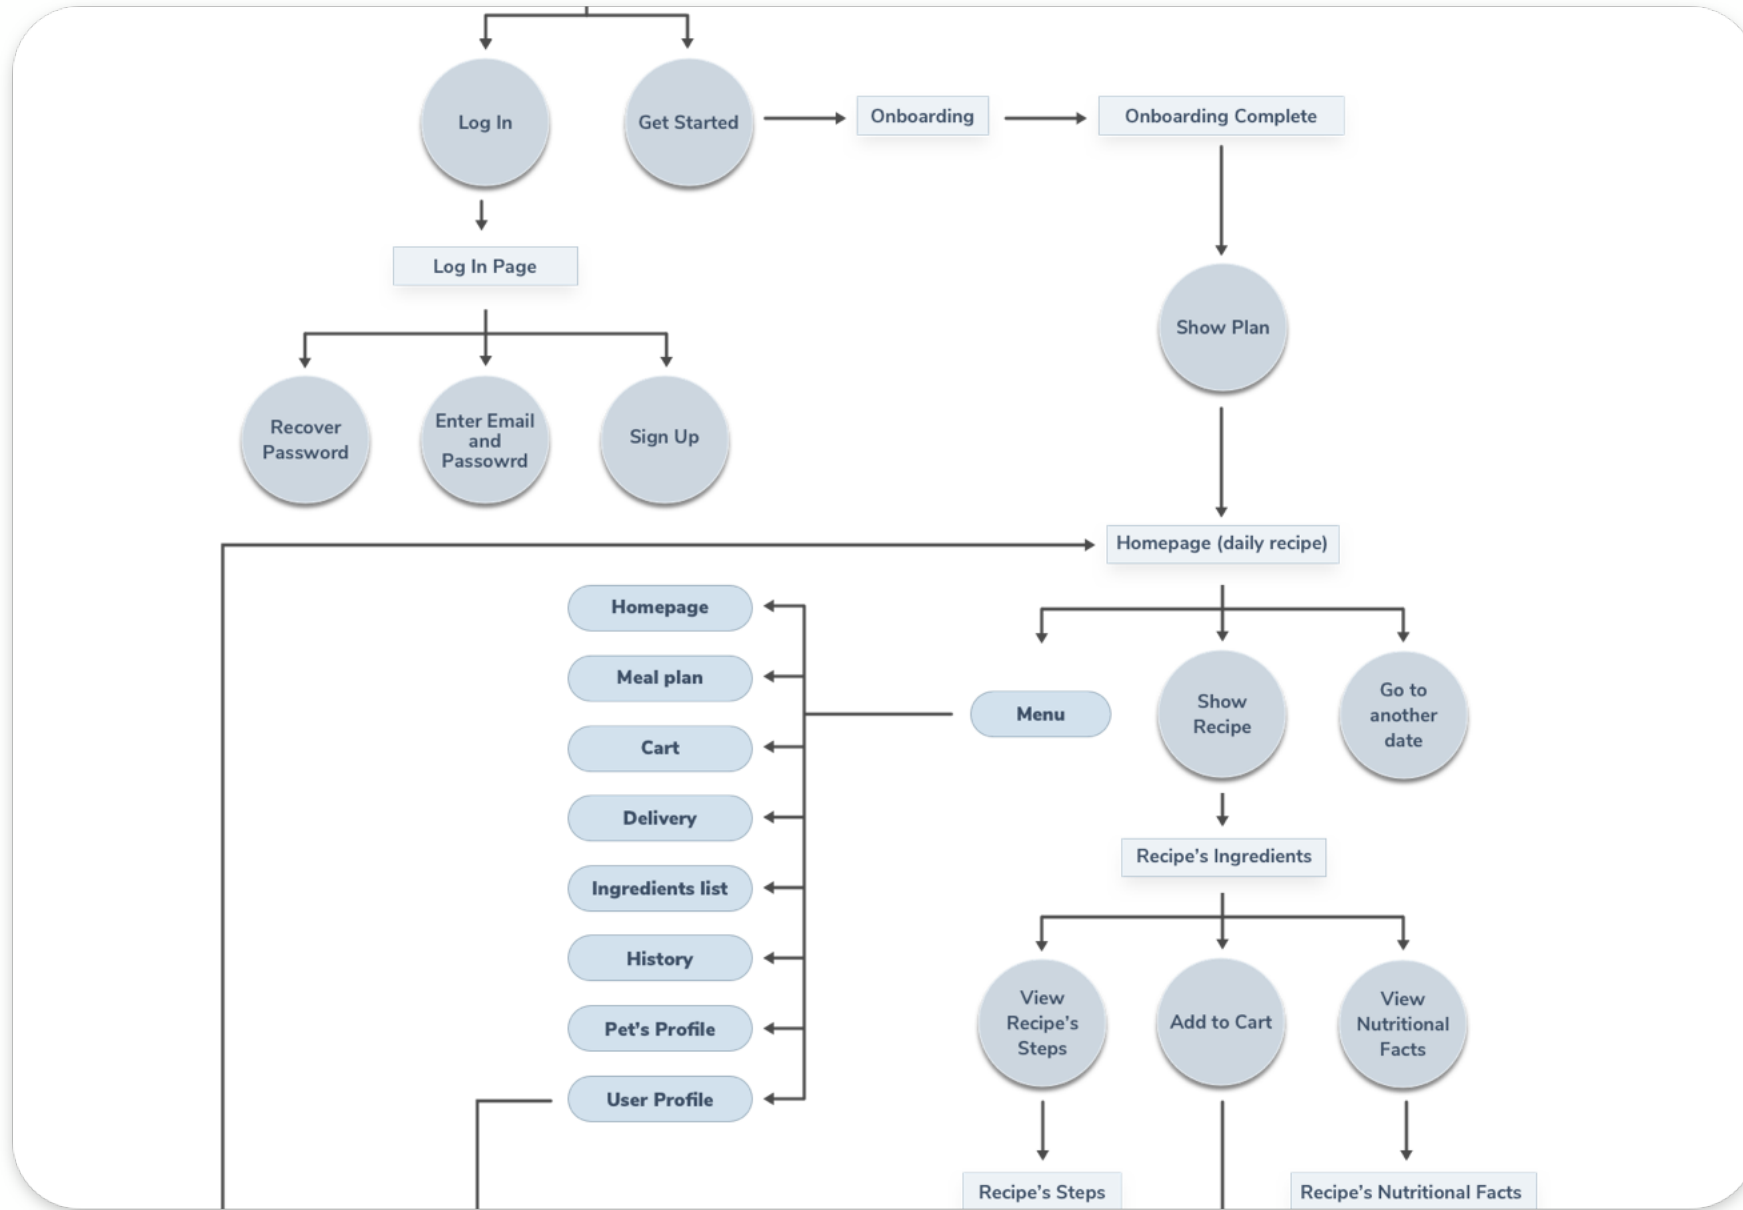 Log In
Get Started
Onboarding
Onboarding Complete
Log In Page
Show Plan
Recover
Password
Enter Email
and
Passowrd
Sign Up
Homepage (daily recipe)
Homepage
Meal plan
Cart
Delivery
Ingredients list
History
Pet's Profile
User Profile
Menu
Show
Recipe
Go to
another
date
Recipe’s Ingredients
View
Recipe’s
Steps
Add to Cart
View
Nutritional
Facts
Recipe’s Steps
Recipe’s Nutritional Facts